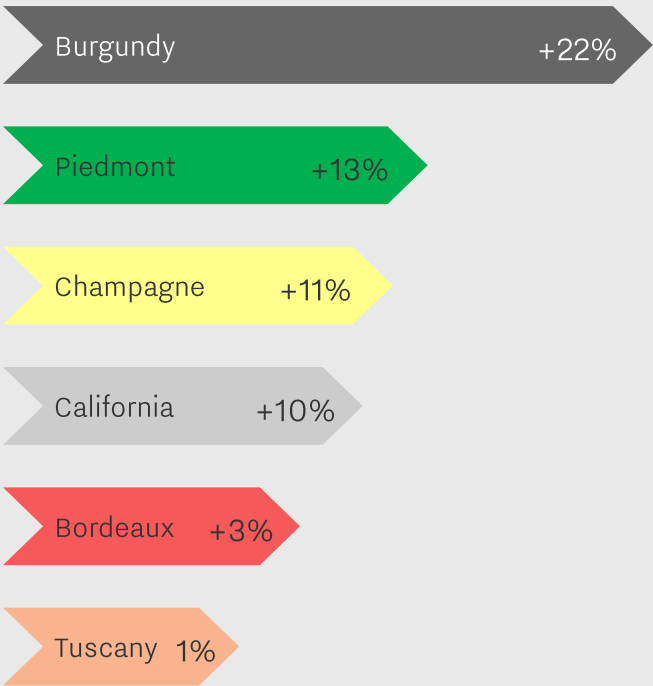 Burgundy +22%
Piedmont +13%
Champagne +11%
California +10%
Bordeaux +3%
Tuscany 1%